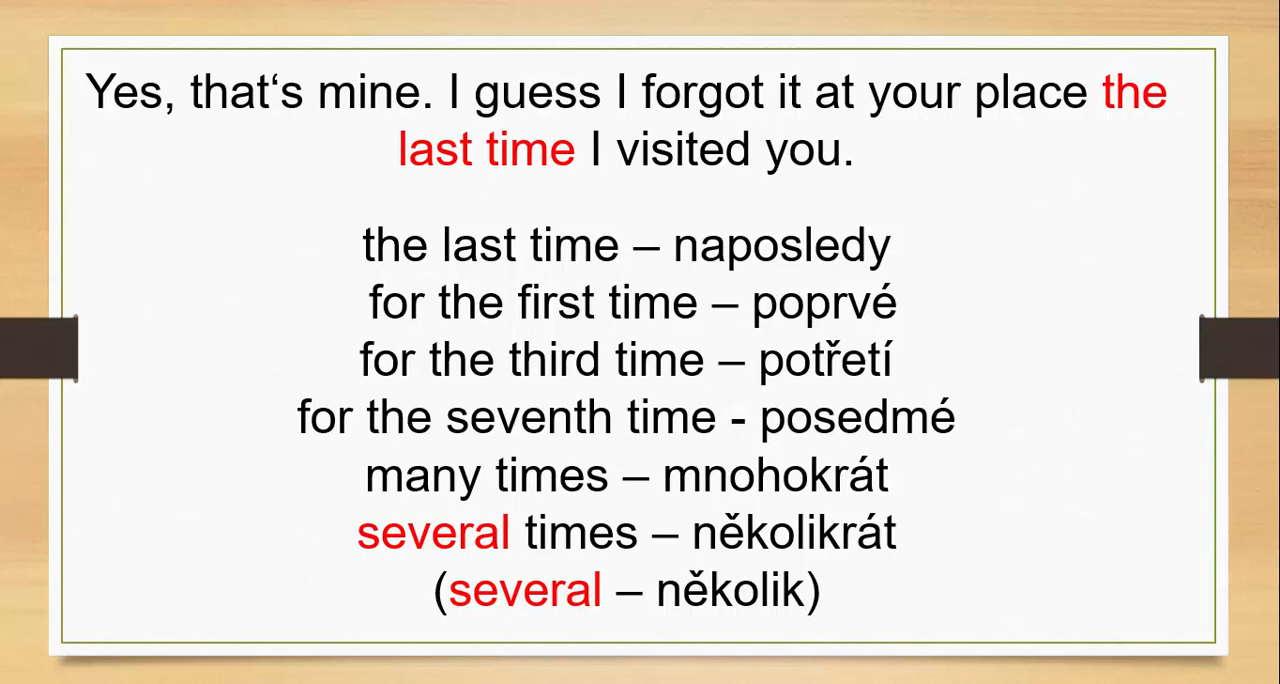 Yes, that‘s mine. I guess I forgot it at your place the
last time I visited you.
the last time – naposledy
for the first time – poprvé
for the third time – potřetí
for the seventh time - posedmé
many times – mnohokrát
several times – několikrát
(several – několik)